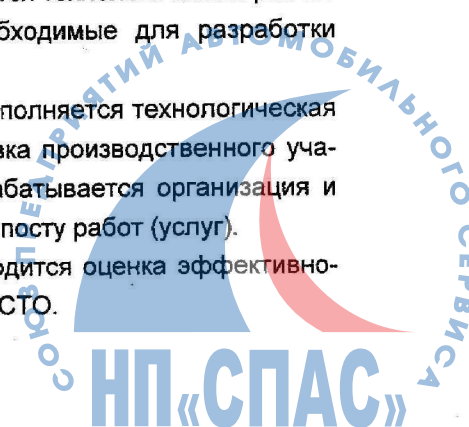 бходимые для разработки
полняется технологическая
вка производственного уча-
абатывается организация и
посту работ (услуг).
одится оценка эффективно-
СТО.
СОЮЗ ПРЕДПРИЯТИЙ АВТОМОБИЛЬНОГО СЕРВИСА
НП«СПАС»